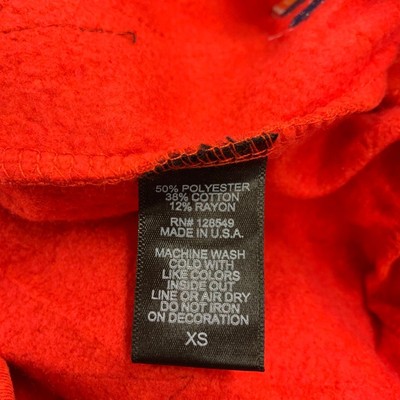 50% POLYESTER
38% COTTON
12% RAYON
RN# 128549
MADE IN U.S.A.
MACHINE WASH
COLD WITH
LIKE COLORS
INSIDE OUT
LINE OR AIR DRY
DO NOT IRON
ON DECORATION
XS